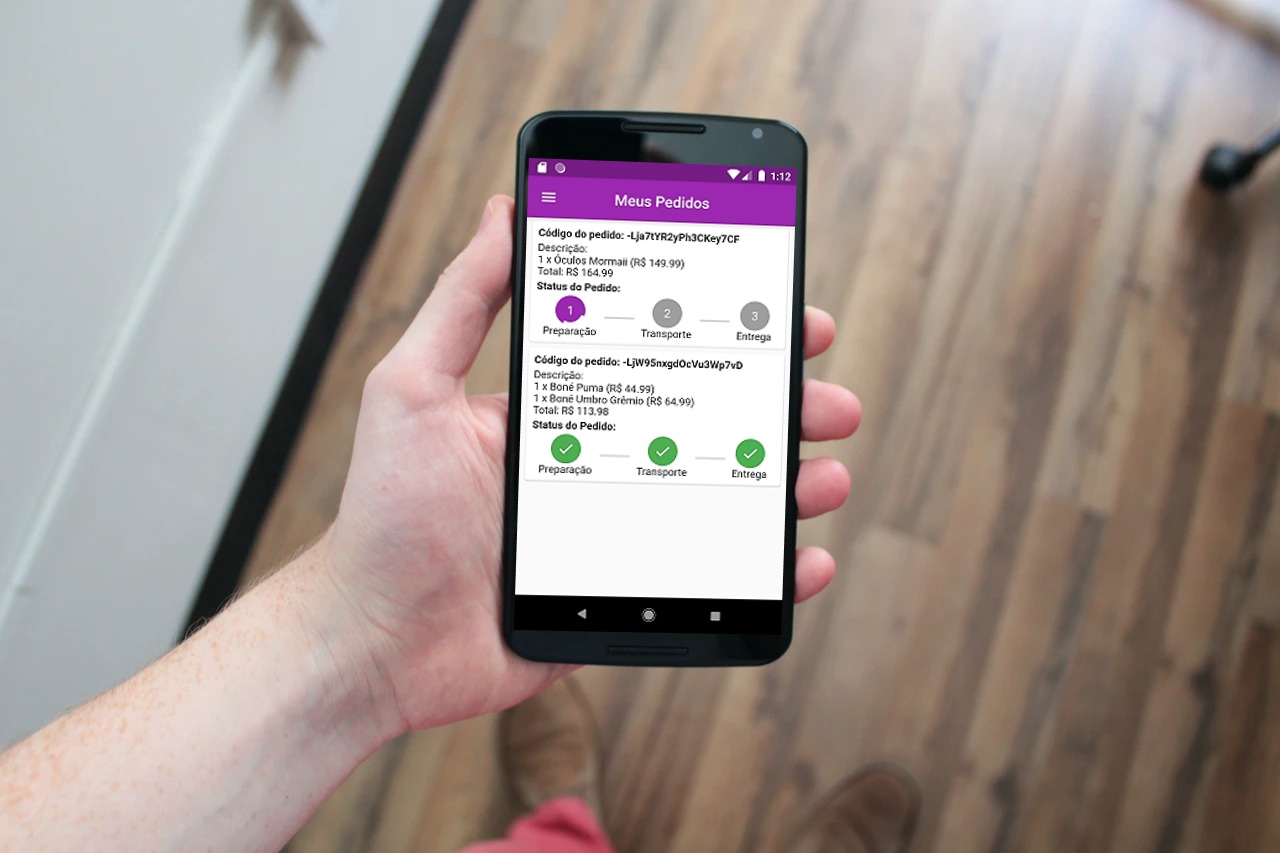 1:12
Meus Pedidos
Código do pedido: -Lja7tYR2yPh3CKey7CF
Descrição:
1 x Óculos Mormaii (R$ 149.99)
Total: R$ 164.99
Status do Pedido:
1 2 3
Preparação Transporte Entrega
Código do pedido: -LjW95nxgdOcVu3Wp7vD
Descrição:
1 x Boné Puma (R$ 44.99)
1 x Boné Umbro Grêmio (R$ 64.99)
Total: R$ 113.98
Status do Pedido:
Preparação Transporte Entrega